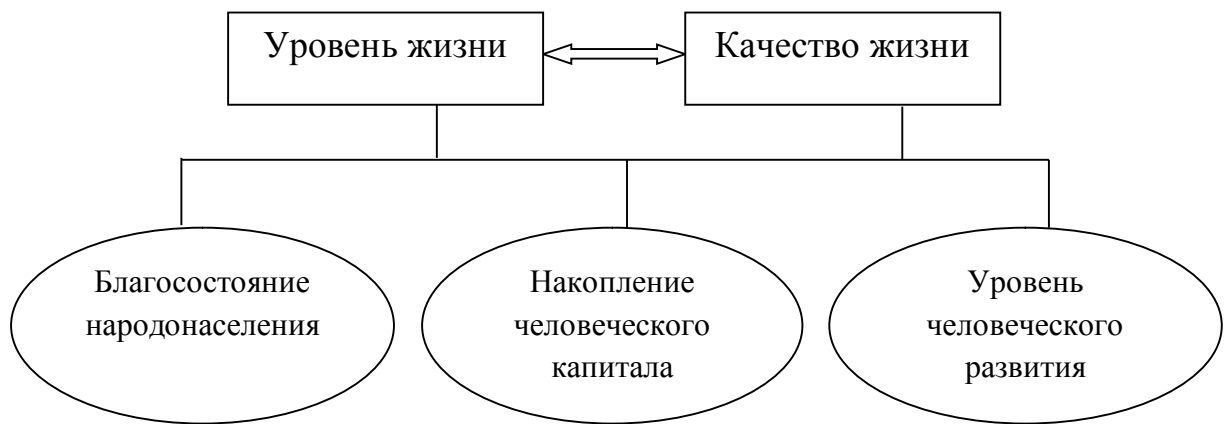 Уровень жизни
Качество жизни
Благосостояние
народонаселения
Накопление
человеческого
капитала
Уровень
человеческого
развития